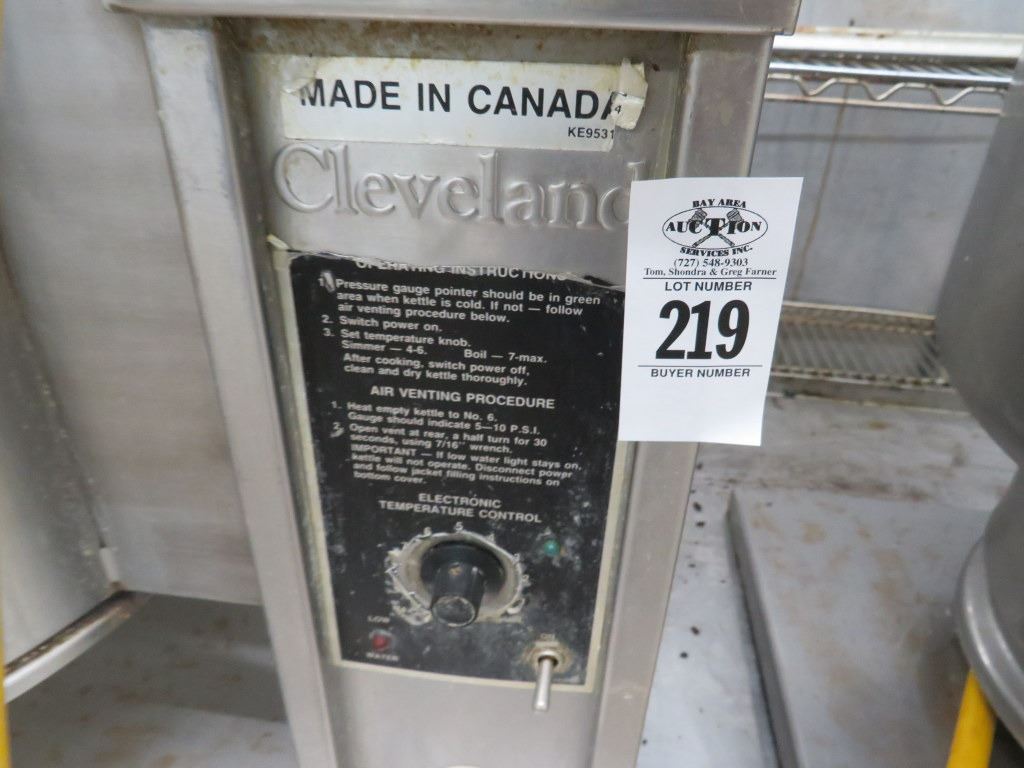 MADE IN CANADA
KE9531
Cleveland
BAY AREA
AUCTION
SERVICES INC.
(727) 548-9303
Tom, Shondra & Greg Farner
LOT NUMBER
219
BUYER NUMBER
OPERATING INSTRUCTIONS
1. Pressure gauge pointer should be in green
area when kettle is cold. If not — follow
air venting procedure below.
2. Switch power on.
3. Set temperature knob.
Simmer — 4-6. Boil — 7-max.
After cooking, switch power off,
clean and dry kettle thoroughly.
AIR VENTING PROCEDURE
1. Heat empty kettle to No. 6.
Gauge should indicate 5—10 P.S.I.
2. Open vent at rear, a half turn for 30
seconds, using 7/16" wrench.
IMPORTANT — If low water light stays on,
kettle will not operate. Disconnect power
and follow jacket filling instructions on
bottom cover.
ELECTRONIC
TEMPERATURE CONTROL
5
LOW
WATER
ON